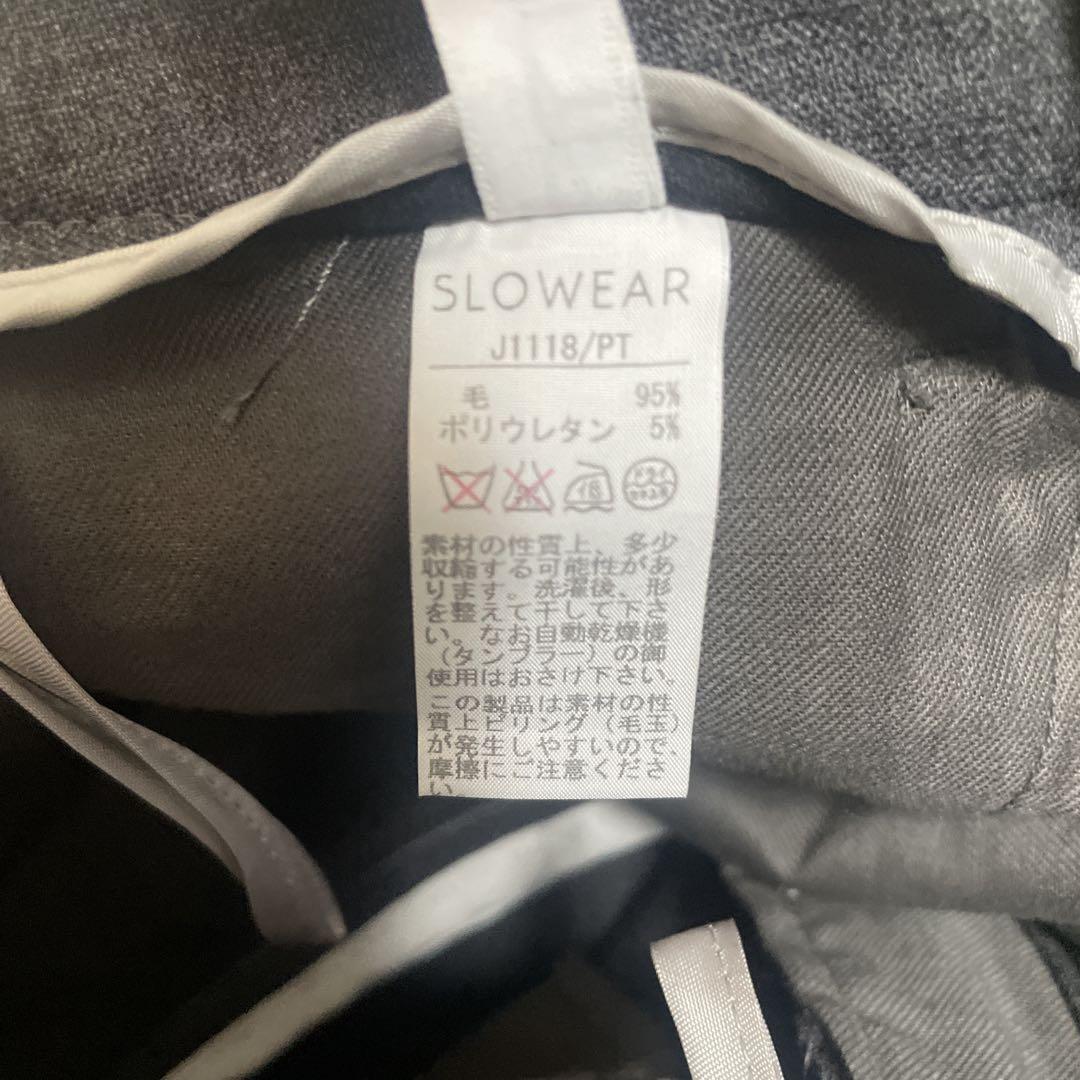 SLOWEAR
J1118/PT
毛 95%
ポリウレタン 5%
素材の性質上、多少
収縮する可能性があ
ります。洗濯後、形
を整えて干して下さ
い。なお自動乾燥機
(タンブラー)の御
使用はおさけ下さい。
この製品は素材の性
質上ピリング(毛玉)
が発生しやすいので、
摩擦にご注意くださ
い。